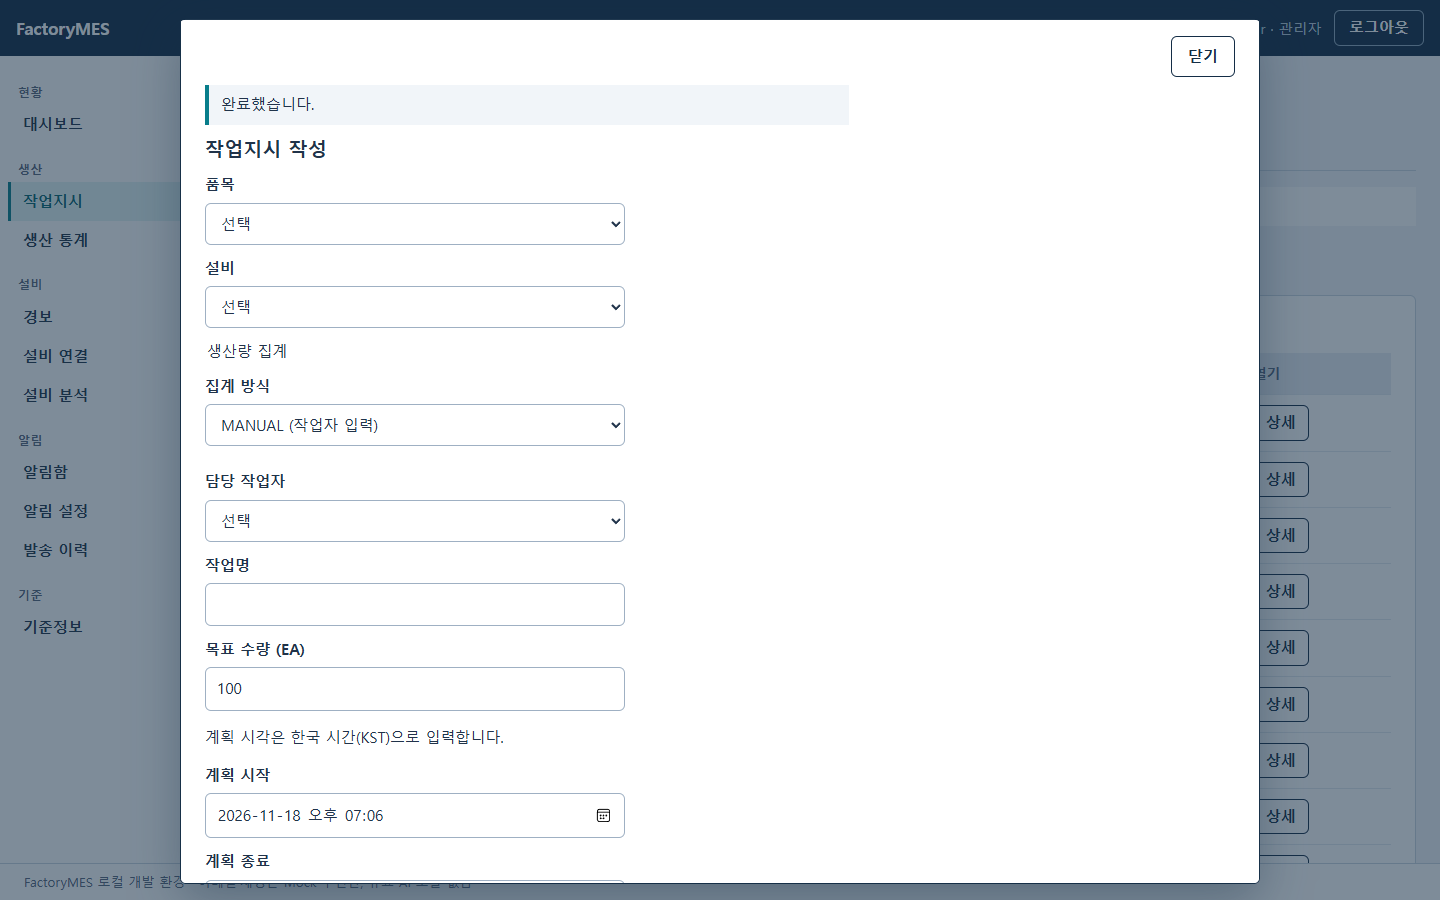 FactoryMES
r · 관리자
로그아웃
현황
대시보드
생산
작업지시
생산 통계
설비
경보
설비 연결
설비 분석
알림
알림함
알림 설정
발송 이력
기준
기준정보
닫기
완료했습니다.
작업지시 작성
품목
선택
설비
선택
생산량 집계
집계 방식
MANUAL (작업자 입력)
담당 작업자
선택
작업명
목표 수량 (EA)
100
계획 시각은 한국 시간(KST)으로 입력합니다.
계획 시작
2026-11-18 오후 07:06
계획 종료
상세
상세
상세
상세
상세
상세
상세
상세
FactoryMES 로컬 개발 환경